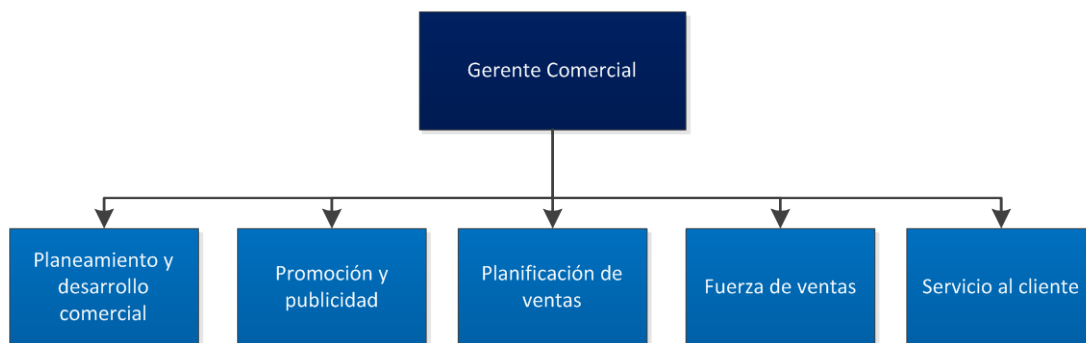 Gerente Comercial
Planeamiento y
desarrollo
comercial
Promoción y
publicidad
Planificación de
ventas
Fuerza de ventas
Servicio al cliente